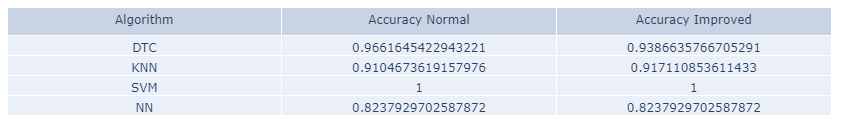 Algorithm Accuracy Normal Accuracy Improved
DTC 0.9661645422943221 0.9386635766705291
KNN 0.9104673619157976 0.917110853611433
SVM 1 1
NN 0.8237929702587872 0.8237929702587872